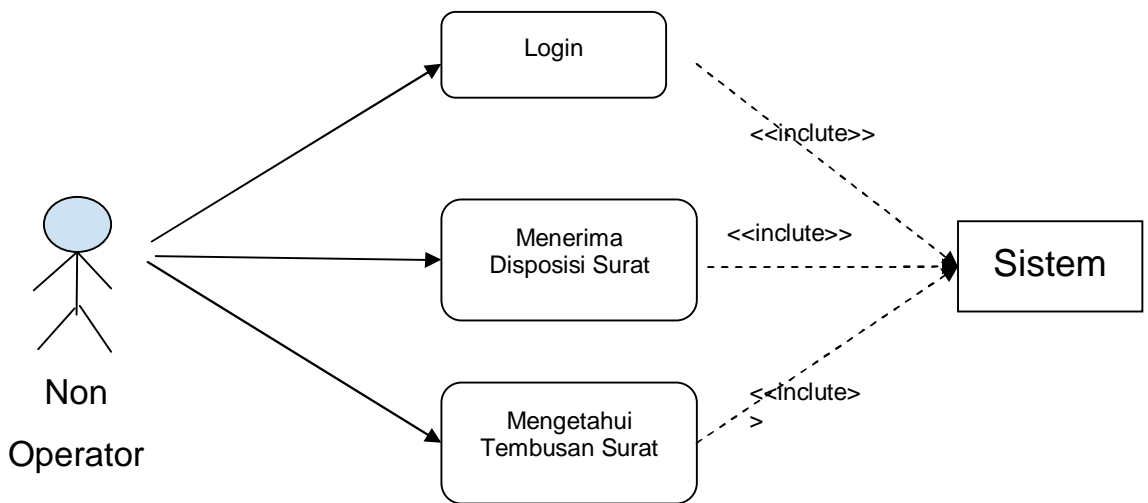 Login
<<inclute>>
Menerima
Disposisi Surat
<<inclute>>
Sistem
Non
Operator
Mengetahui
Tembusan Surat
<<inclute>
>